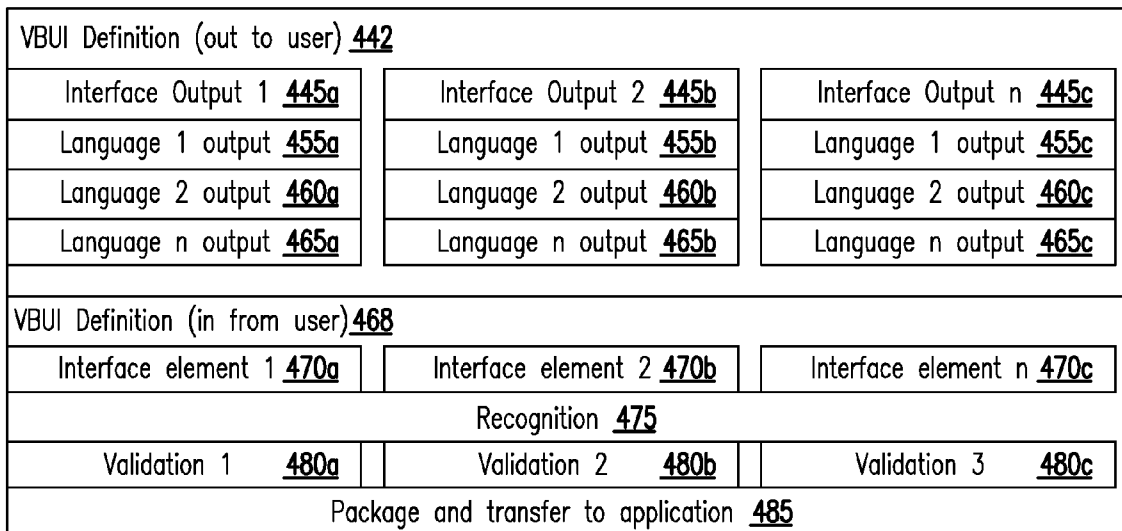 VBUI Definition (out to user) 442
Interface Output 1 445a Interface Output 2 445b Interface Output n 445c
Language 1 output 455a Language 1 output 455b Language 1 output 455c
Language 2 output 460a Language 2 output 460b Language 2 output 460c
Language n output 465a Language n output 465b Language n output 465c
VBUI Definition (in from user) 468
Interface element 1 470a Interface element 2 470b Interface element n 470c
Recognition 475
Validation 1 480a Validation 2 480b Validation 3 480c
Package and transfer to application 485